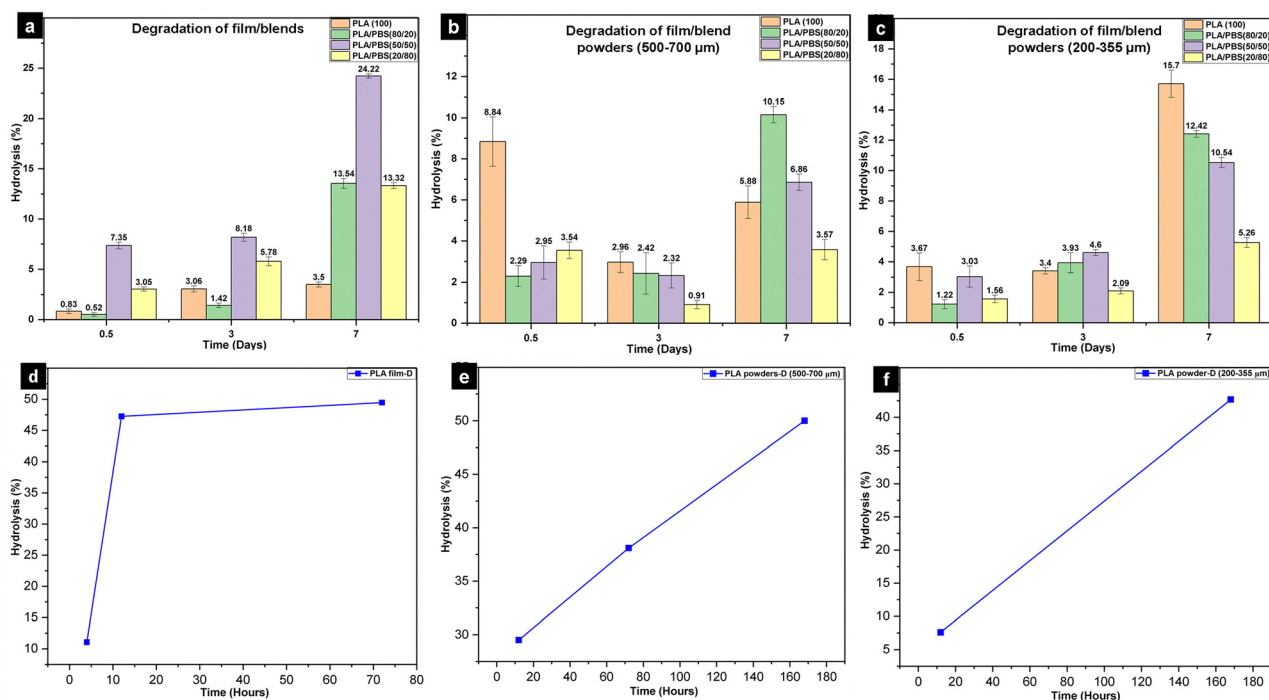 a
Degradation of film/blends
PLA (100)
PLA/PBS(80/20)
PLA/PBS(50/50)
PLA/PBS(20/80)
25
20
15
10
5
0
Hydrolysis (%)
0.83
0.52
7.35
3.05
3.06
1.42
8.18
5.78
3.5
13.54
24.22
13.32
0.5
3
7
Time (Days)
b
Degradation of film/blend
powders (500-700 μm)
PLA (100)
PLA/PBS(80/20)
PLA/PBS(50/50)
PLA/PBS(20/80)
12
10
8
6
4
2
0
Hydrolysis (%)
8.84
2.29
2.95
3.54
2.96
2.42
2.32
0.91
5.88
10.15
6.86
3.57
0.5
3
7
Time (Days)
c
Degradation of film/blend
powders (200-355 μm)
PLA (100)
PLA/PBS(80/20)
PLA/PBS(50/50)
PLA/PBS(20/80)
18
16
14
12
10
8
6
4
2
0
Hydrolysis (%)
3.67
1.22
3.03
1.56
3.4
3.93
4.6
2.09
15.7
12.42
10.54
5.26
0.5
3
7
Time (Days)
d
PLA film-D
50
45
40
35
30
25
20
15
10
Hydrolysis (%)
0 10 20 30 40 50 60 70 80
Time (Hours)
e
PLA powders-D (500-700 μm)
50
45
40
35
30
Hydrolysis (%)
0 20 40 60 80 100 120 140 160 180
Time (Hours)
f
PLA powder-D (200-355 μm)
40
35
30
25
20
15
10
5
Hydrolysis (%)
0 20 40 60 80 100 120 140 160 180
Time (Hours)